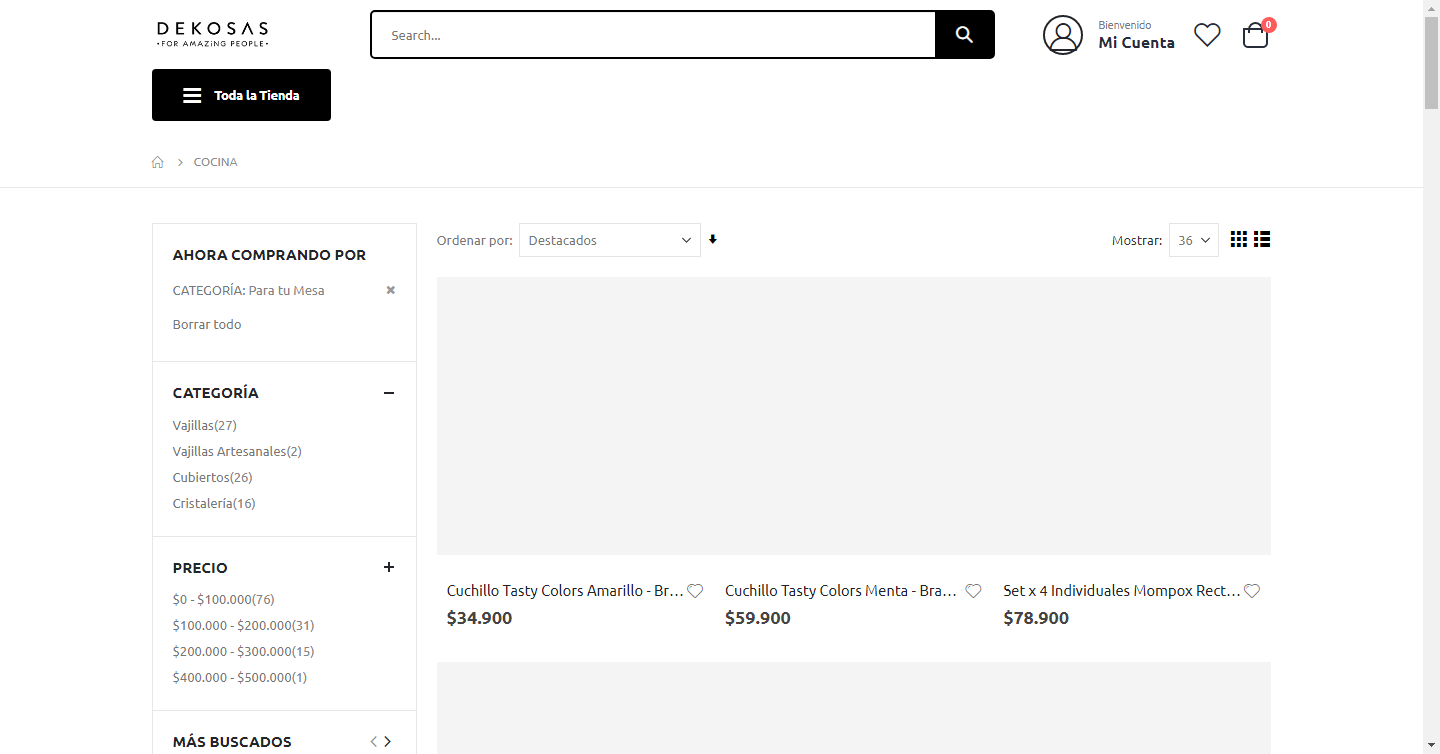 DEKOSAS
•FOR AMAZING PEOPLE•
Search...
Bienvenido
Mi Cuenta
0
Toda la Tienda
COCINA
AHORA COMPRANDO POR
CATEGORÍA: Para tu Mesa
Borrar todo
CATEGORÍA
Vajillas(27)
Vajillas Artesanales(2)
Cubiertos(26)
Cristalería(16)
PRECIO
$0 - $100.000(76)
$100.000 - $200.000(31)
$200.000 - $300.000(15)
$400.000 - $500.000(1)
MÁS BUSCADOS
Ordenar por: Destacados
Mostrar: 36
Cuchillo Tasty Colors Amarillo - Br...
$34.900
Cuchillo Tasty Colors Menta - Bra...
$59.900
Set x 4 Individuales Mompox Rect...
$78.900